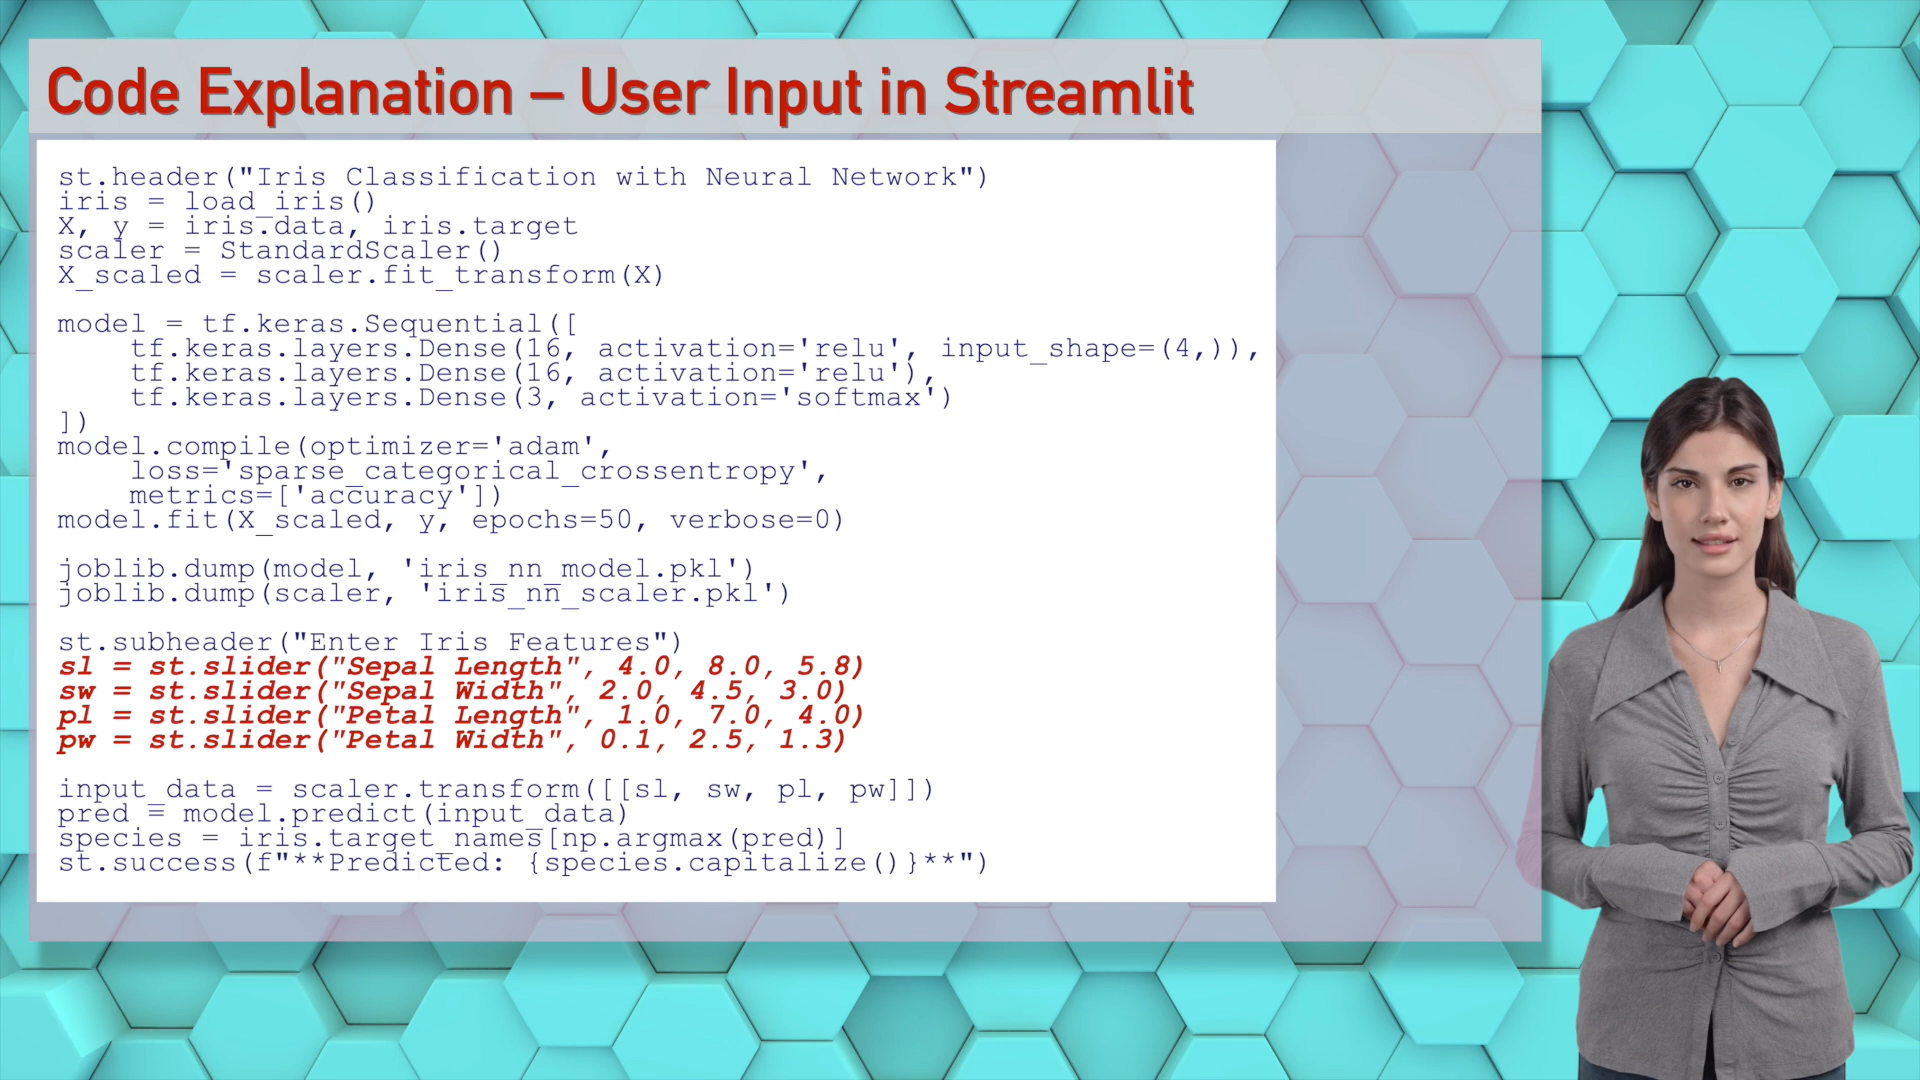 Code Explanation – User Input in Streamlit
st.header("Iris Classification with Neural Network")
iris = load_iris()
X, y = iris.data, iris.target
scaler = StandardScaler()
X_scaled = scaler.fit_transform(X)
model = tf.keras.Sequential([
    tf.keras.layers.Dense(16, activation='relu', input_shape=(4,)),
    tf.keras.layers.Dense(16, activation='relu'),
    tf.keras.layers.Dense(3, activation='softmax')
])
model.compile(optimizer='adam',
    loss='sparse_categorical_crossentropy',
    metrics=['accuracy'])
model.fit(X_scaled, y, epochs=50, verbose=0)
joblib.dump(model, 'iris_nn_model.pkl')
joblib.dump(scaler, 'iris_nn_scaler.pkl')
st.subheader("Enter Iris Features")
sl = st.slider("Sepal Length", 4.0, 8.0, 5.8)
sw = st.slider("Sepal Width", 2.0, 4.5, 3.0)
pl = st.slider("Petal Length", 1.0, 7.0, 4.0)
pw = st.slider("Petal Width", 0.1, 2.5, 1.3)
input_data = scaler.transform([[sl, sw, pl, pw]])
pred = model.predict(input_data)
species = iris.target_names[np.argmax(pred)]
st.success(f"**Predicted: {species.capitalize()}**")